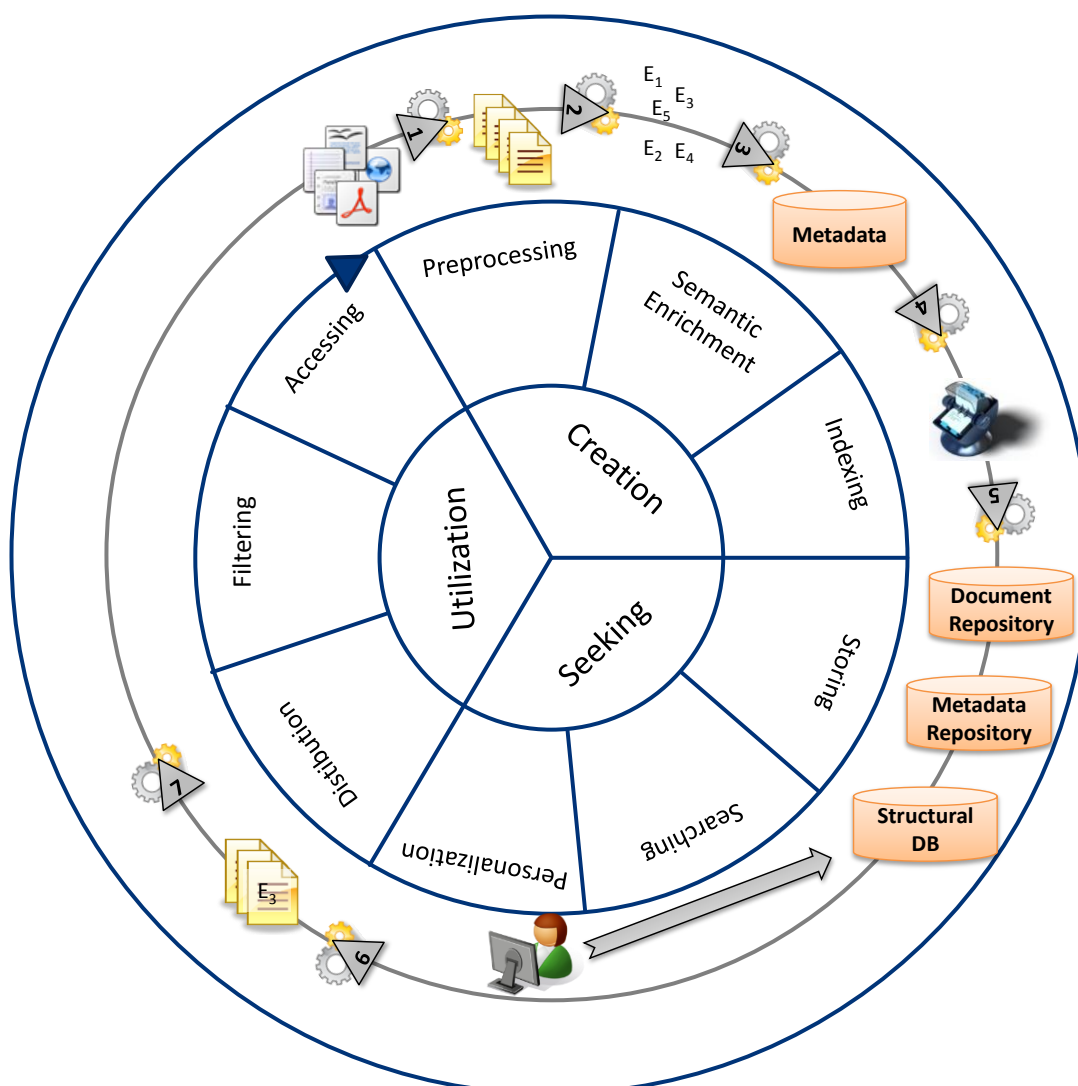 1
2
E₁
E₃
E₅
E₂ E₄
3
Metadata
4
5
Document
Repository
Metadata
Repository
Structural
DB
6
E₃
7
Preprocessing
Semantic
Enrichment
Indexing
Storing
Searching
Personalization
Distibution
Filtering
Accessing
Creation
Seeking
Utilization